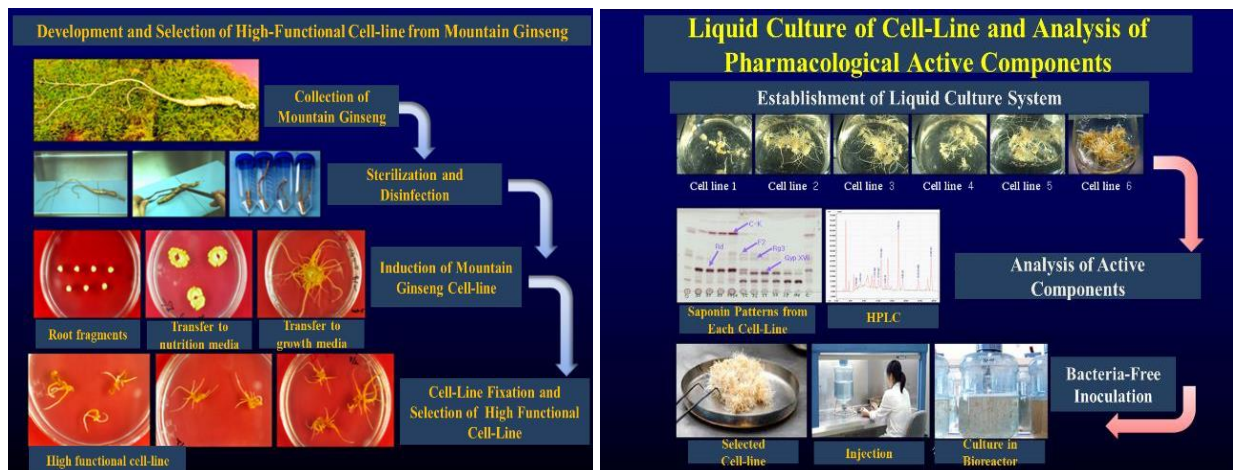 Development and Selection of High-Functional Cell-line from Mountain Ginseng
Collection of
Mountain Ginseng
Sterilization and
Disinfection
Induction of Mountain
Ginseng Cell-line
Root fragments
Transfer to
nutrition media
Transfer to
growth media
Cell-Line Fixation and
Selection of High Functional
Cell-Line
High functional cell-line
Liquid Culture of Cell-Line and Analysis of
Pharmacological Active Components
Establishment of Liquid Culture System
Cell line 1
Cell line 2
Cell line 3
Cell line 4
Cell line 5
Cell line 6
C-K
Rd
F2
Rg3
Gyp XVII
Analysis of Active
Components
Saponin Patterns from
Each Cell-Line
HPLC
Bacteria-Free
Inoculation
Selected
Cell-line
Injection
Culture in
Bioreactor